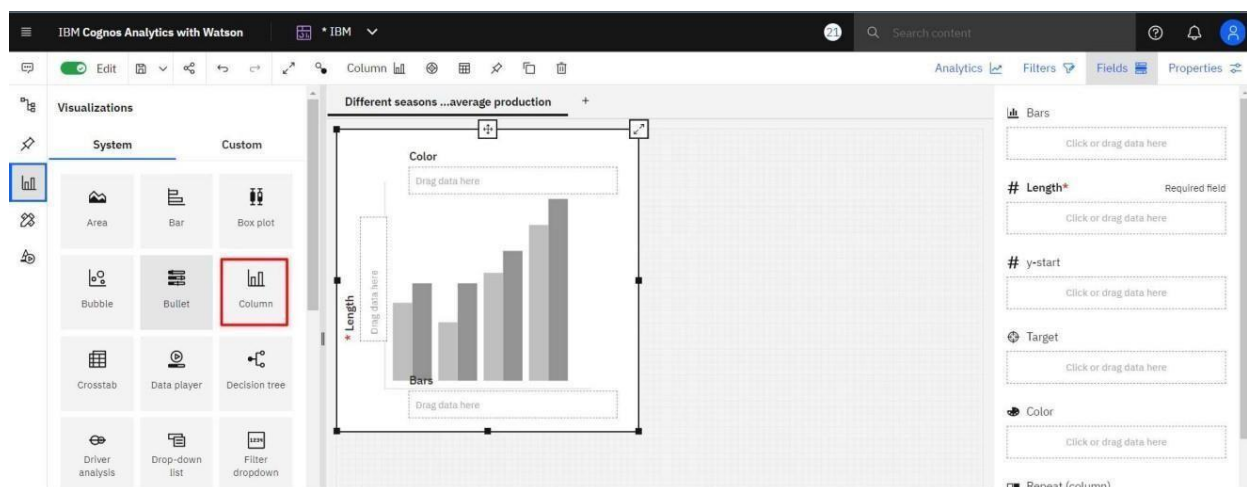 IBM Cognos Analytics with Watson
* IBM
21
Search content
Edit
Column
Analytics
Filters
Fields
Properties
Visualizations
System
Custom
Area
Bar
Box plot
Bubble
Bullet
Column
Crosstab
Data player
Decision tree
Driver
analysis
Drop-down
list
1234
Filter
dropdown
Different seasons ...average production
+
Color
Drag data here
* Length
Drag data here
Bars
Drag data here
Bars
Click or drag data here
# Length*
Required field
Click or drag data here
# y-start
Click or drag data here
Target
Click or drag data here
Color
Click or drag data here
Repeat (column)